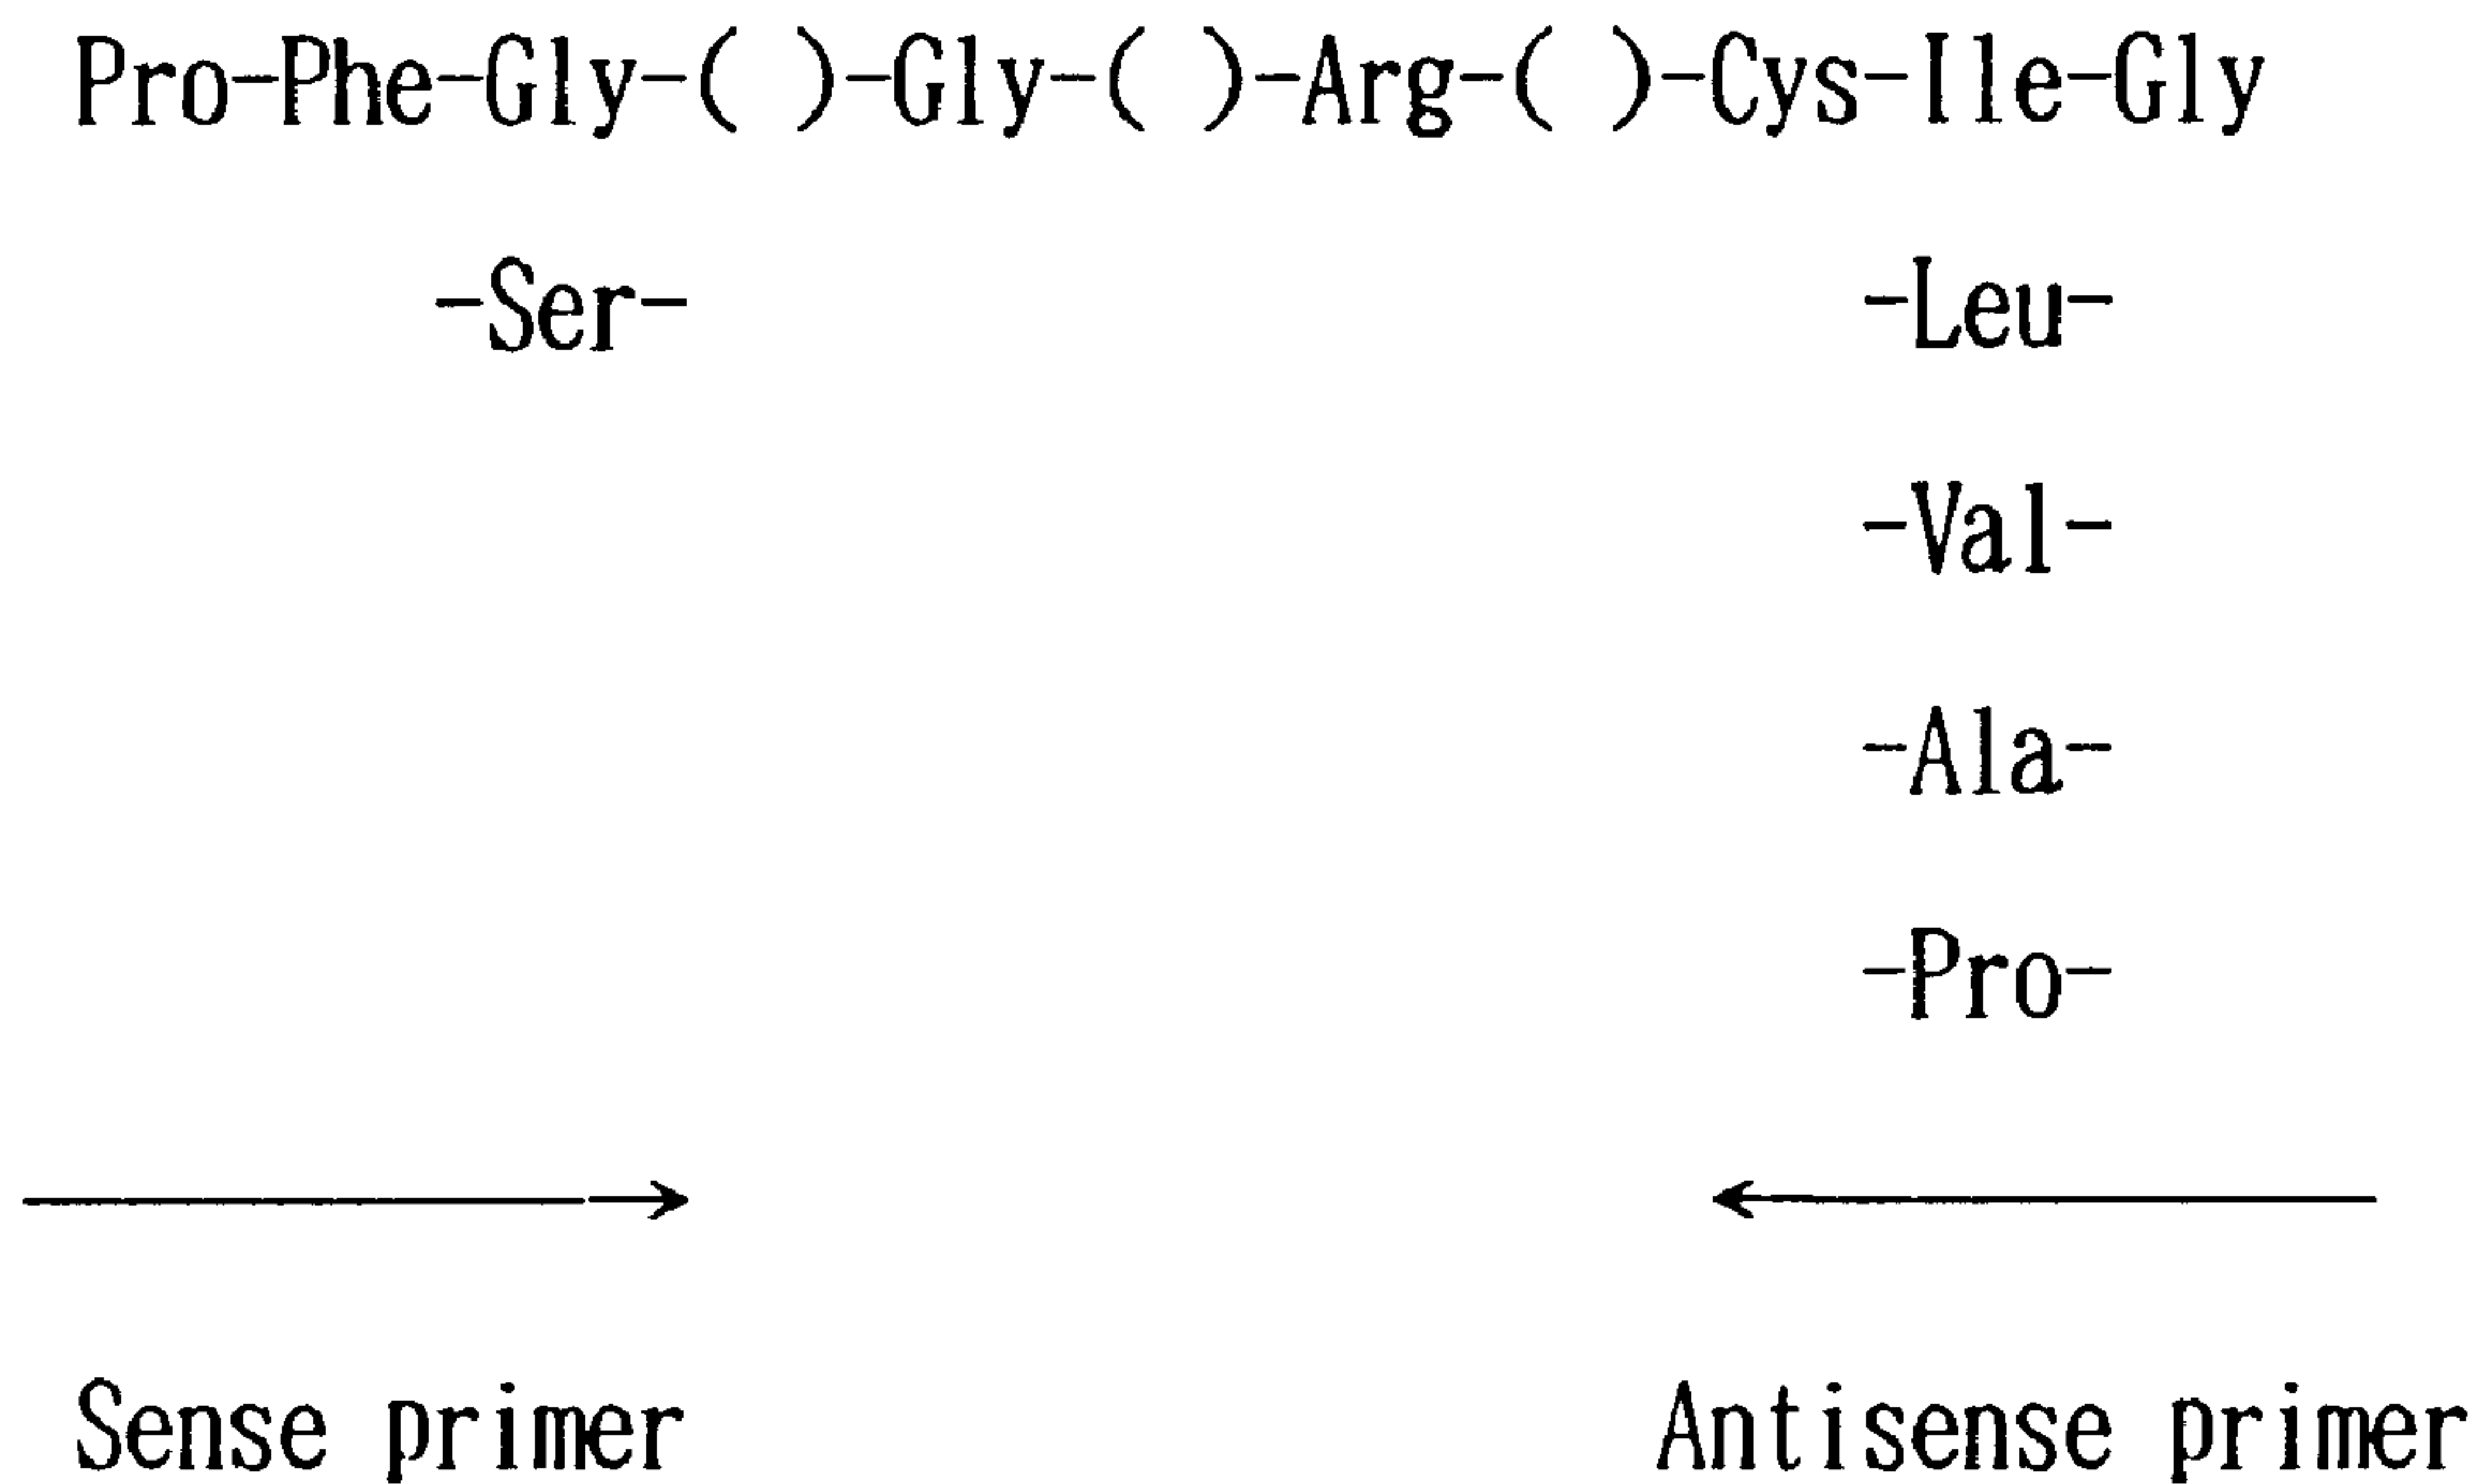 Pro-Phe-Gly-( )-Gly-( )-Arg-( )-Cys-Ile-Gly
-Ser- -Leu-
-Val-
-Ala-
-Pro-
Sense primer Antisense primer